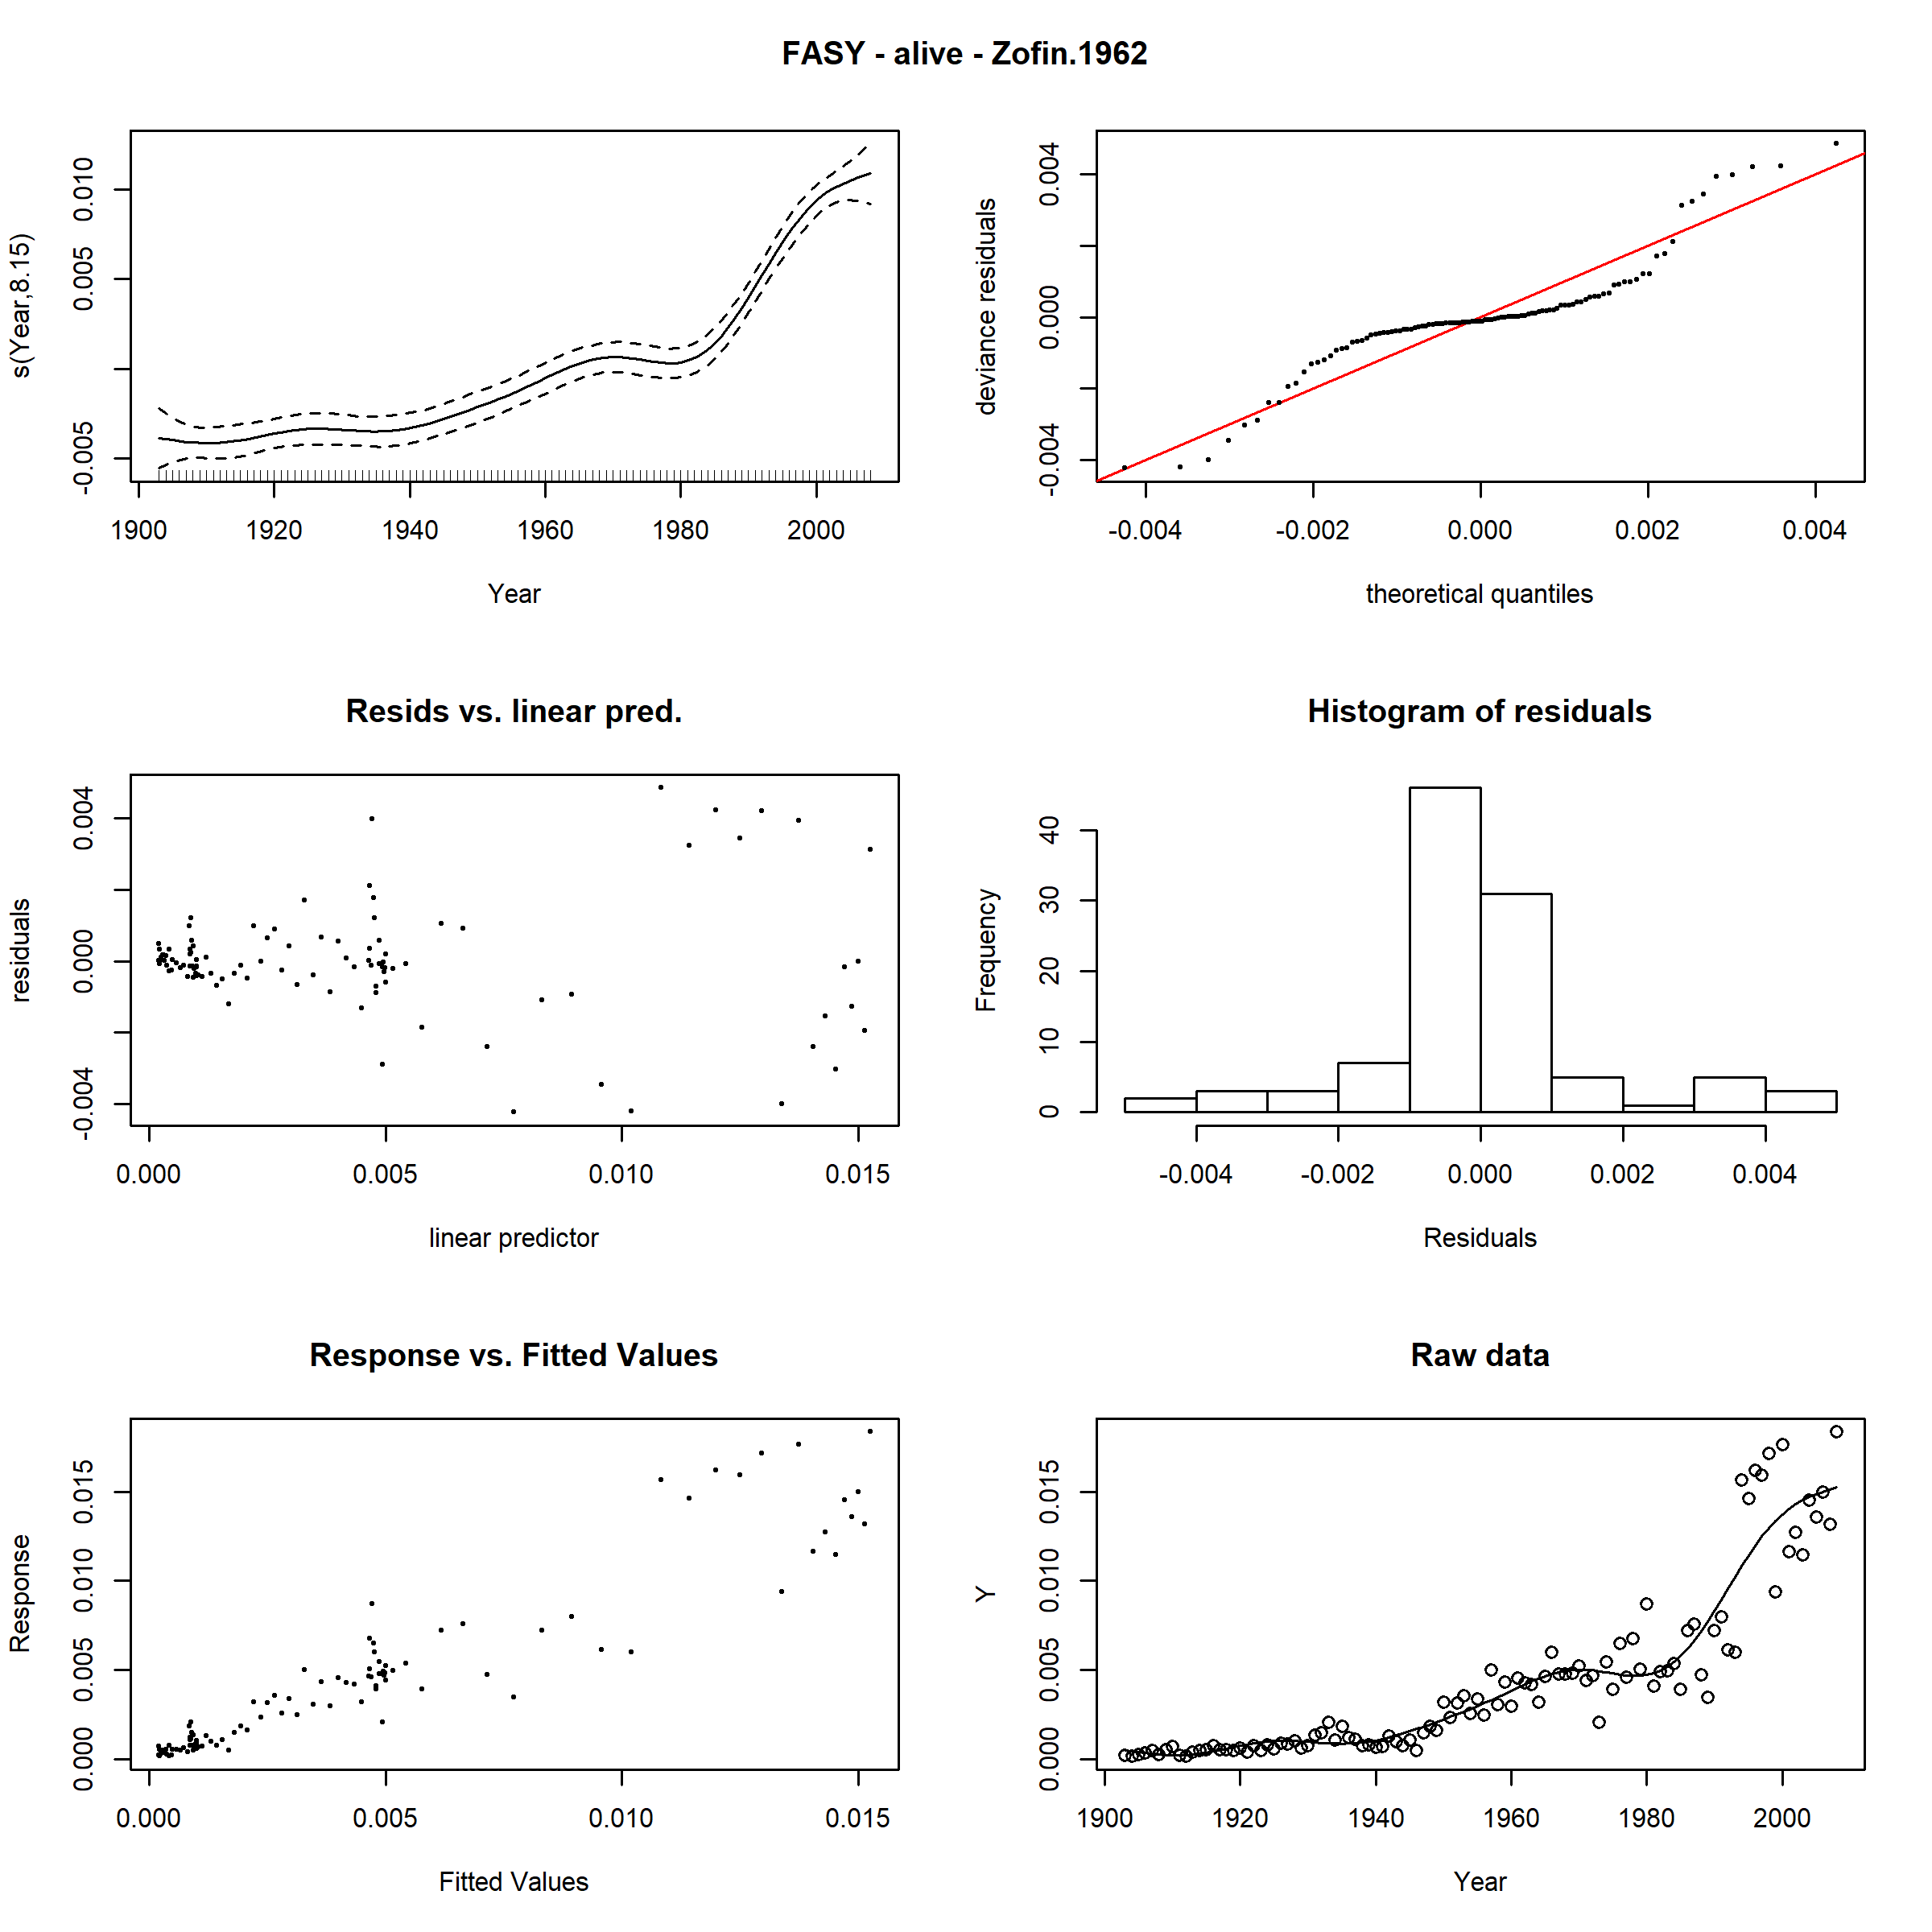 FASY - alive - Zofin.1962
s(Year,8.15)
-0.005 0.005 0.010
1900 1920 1940 1960 1980 2000
Year
deviance residuals
-0.004 0.000 0.004
-0.004 -0.002 0.000 0.002 0.004
theoretical quantiles
Resids vs. linear pred.
residuals
-0.004 0.000 0.004
0.000 0.005 0.010 0.015
linear predictor
Histogram of residuals
Frequency
0 10 20 30 40
-0.004 -0.002 0.000 0.002 0.004
Residuals
Response vs. Fitted Values
Response
0.000 0.005 0.010 0.015
0.000 0.005 0.010 0.015
Fitted Values
Raw data
Y
0.000 0.005 0.010 0.015
1900 1920 1940 1960 1980 2000
Year